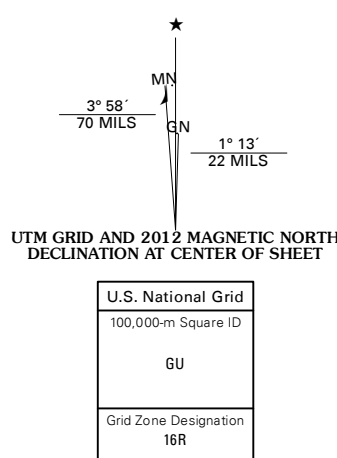 ★
MN
3° 58´
70 MILS
GN
1° 13´
22 MILS
UTM GRID AND 2012 MAGNETIC NORTH
DECLINATION AT CENTER OF SHEET
U.S. National Grid
100,000-m Square ID
GU
Grid Zone Designation
16R